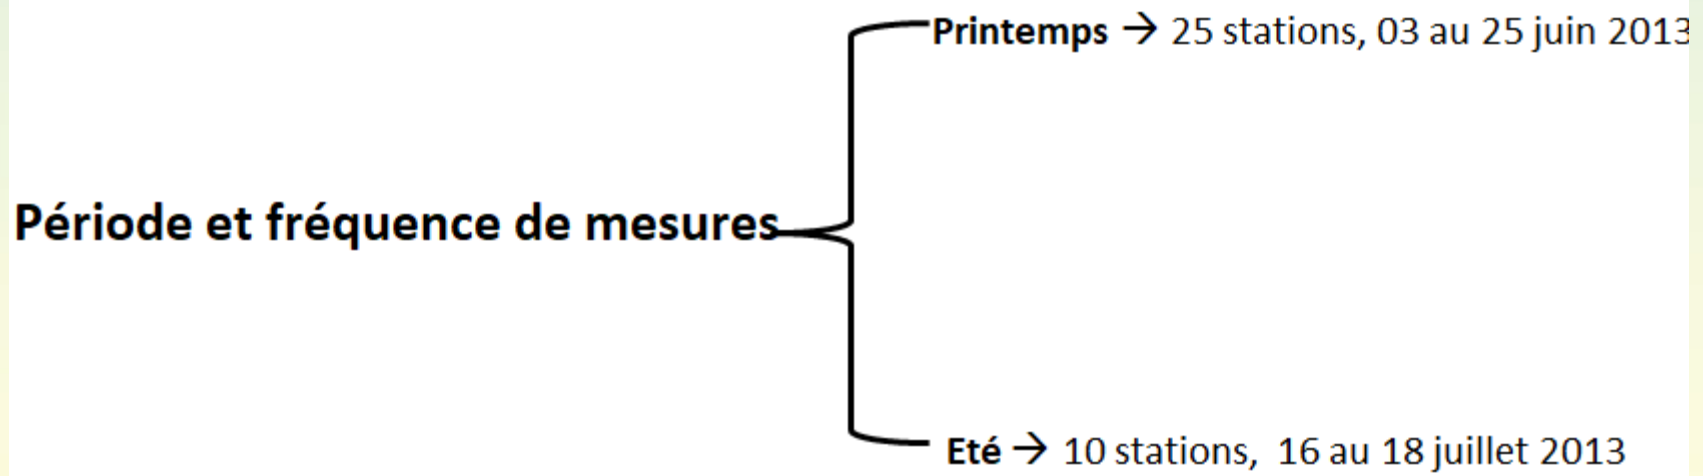 Printemps → 25 stations, 03 au 25 juin 2013
Période et fréquence de mesures
Eté → 10 stations, 16 au 18 juillet 2013